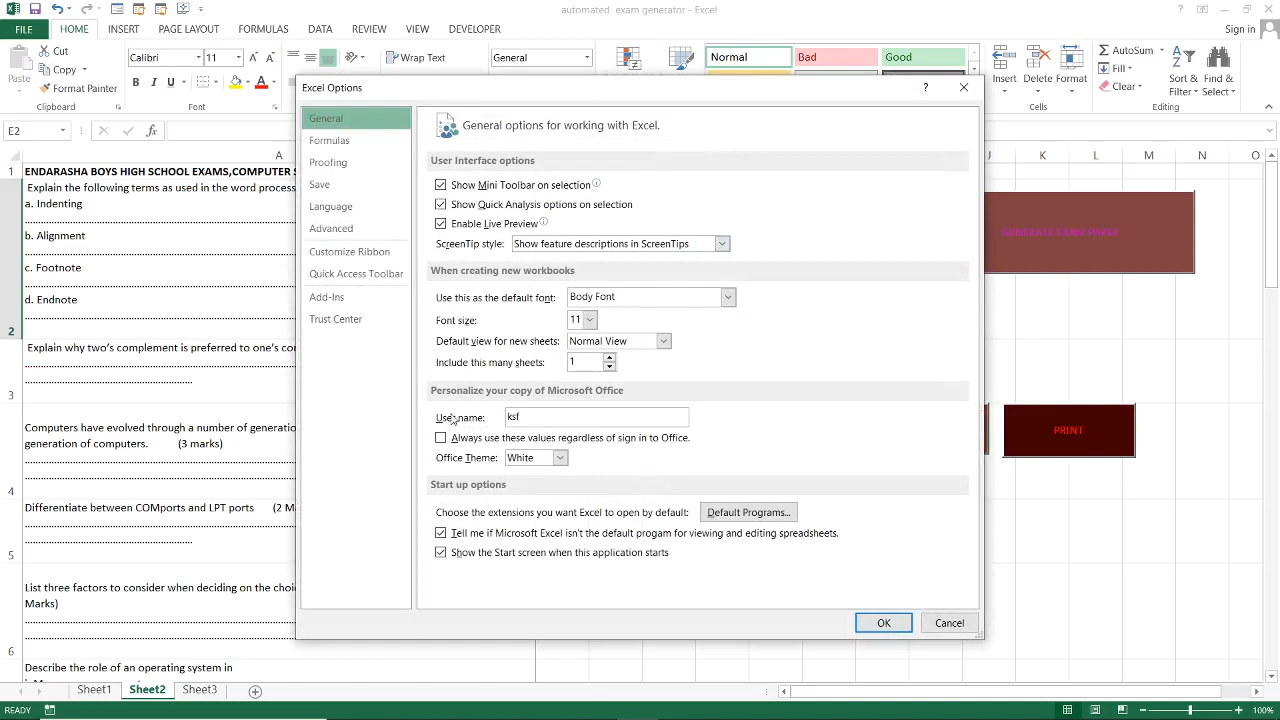 automated exam generator - Excel
FILE HOME INSERT PAGE LAYOUT FORMULAS DATA REVIEW VIEW DEVELOPER Sign in
Paste
Cut
Copy
Format Painter
Clipboard
Calibri 11
B I U
Font
Wrap Text
General
Normal Bad Good
Insert Delete Format
Cells
AutoSum
Fill
Clear
Sort & Filter
Find & Select
Editing
E2
A J K L M N O
1 ENDARASHA BOYS HIGH SCHOOL EXAMS,COMPUTER S
Explain the following terms as used in the word process
a. Indenting
b. Alignment
c. Footnote
d. Endnote
2
Explain why two's complement is preferred to one's co
3
Computers have evolved through a number of generation
generation of computers. (3 marks)
4
Differentiate between COMports and LPT ports (2 M
5
List three factors to consider when deciding on the choi
Marks)
6
Describe the role of an operating system in
GENERATE EXAM PAPER
PRINT
Excel Options
General
Formulas
Proofing
Save
Language
Advanced
Customize Ribbon
Quick Access Toolbar
Add-Ins
Trust Center
General options for working with Excel.
User Interface options
Show Mini Toolbar on selection
Show Quick Analysis options on selection
Enable Live Preview
ScreenTip style: Show feature descriptions in ScreenTips
When creating new workbooks
Use this as the default font: Body Font
Font size: 11
Default view for new sheets: Normal View
Include this many sheets: 1
Personalize your copy of Microsoft Office
User name: ksf
Always use these values regardless of sign in to Office.
Office Theme: White
Start up options
Choose the extensions you want Excel to open by default: Default Programs...
Tell me if Microsoft Excel isn't the default progam for viewing and editing spreadsheets.
Show the Start screen when this application starts
OK Cancel
Sheet1 Sheet2 Sheet3
READY 100%